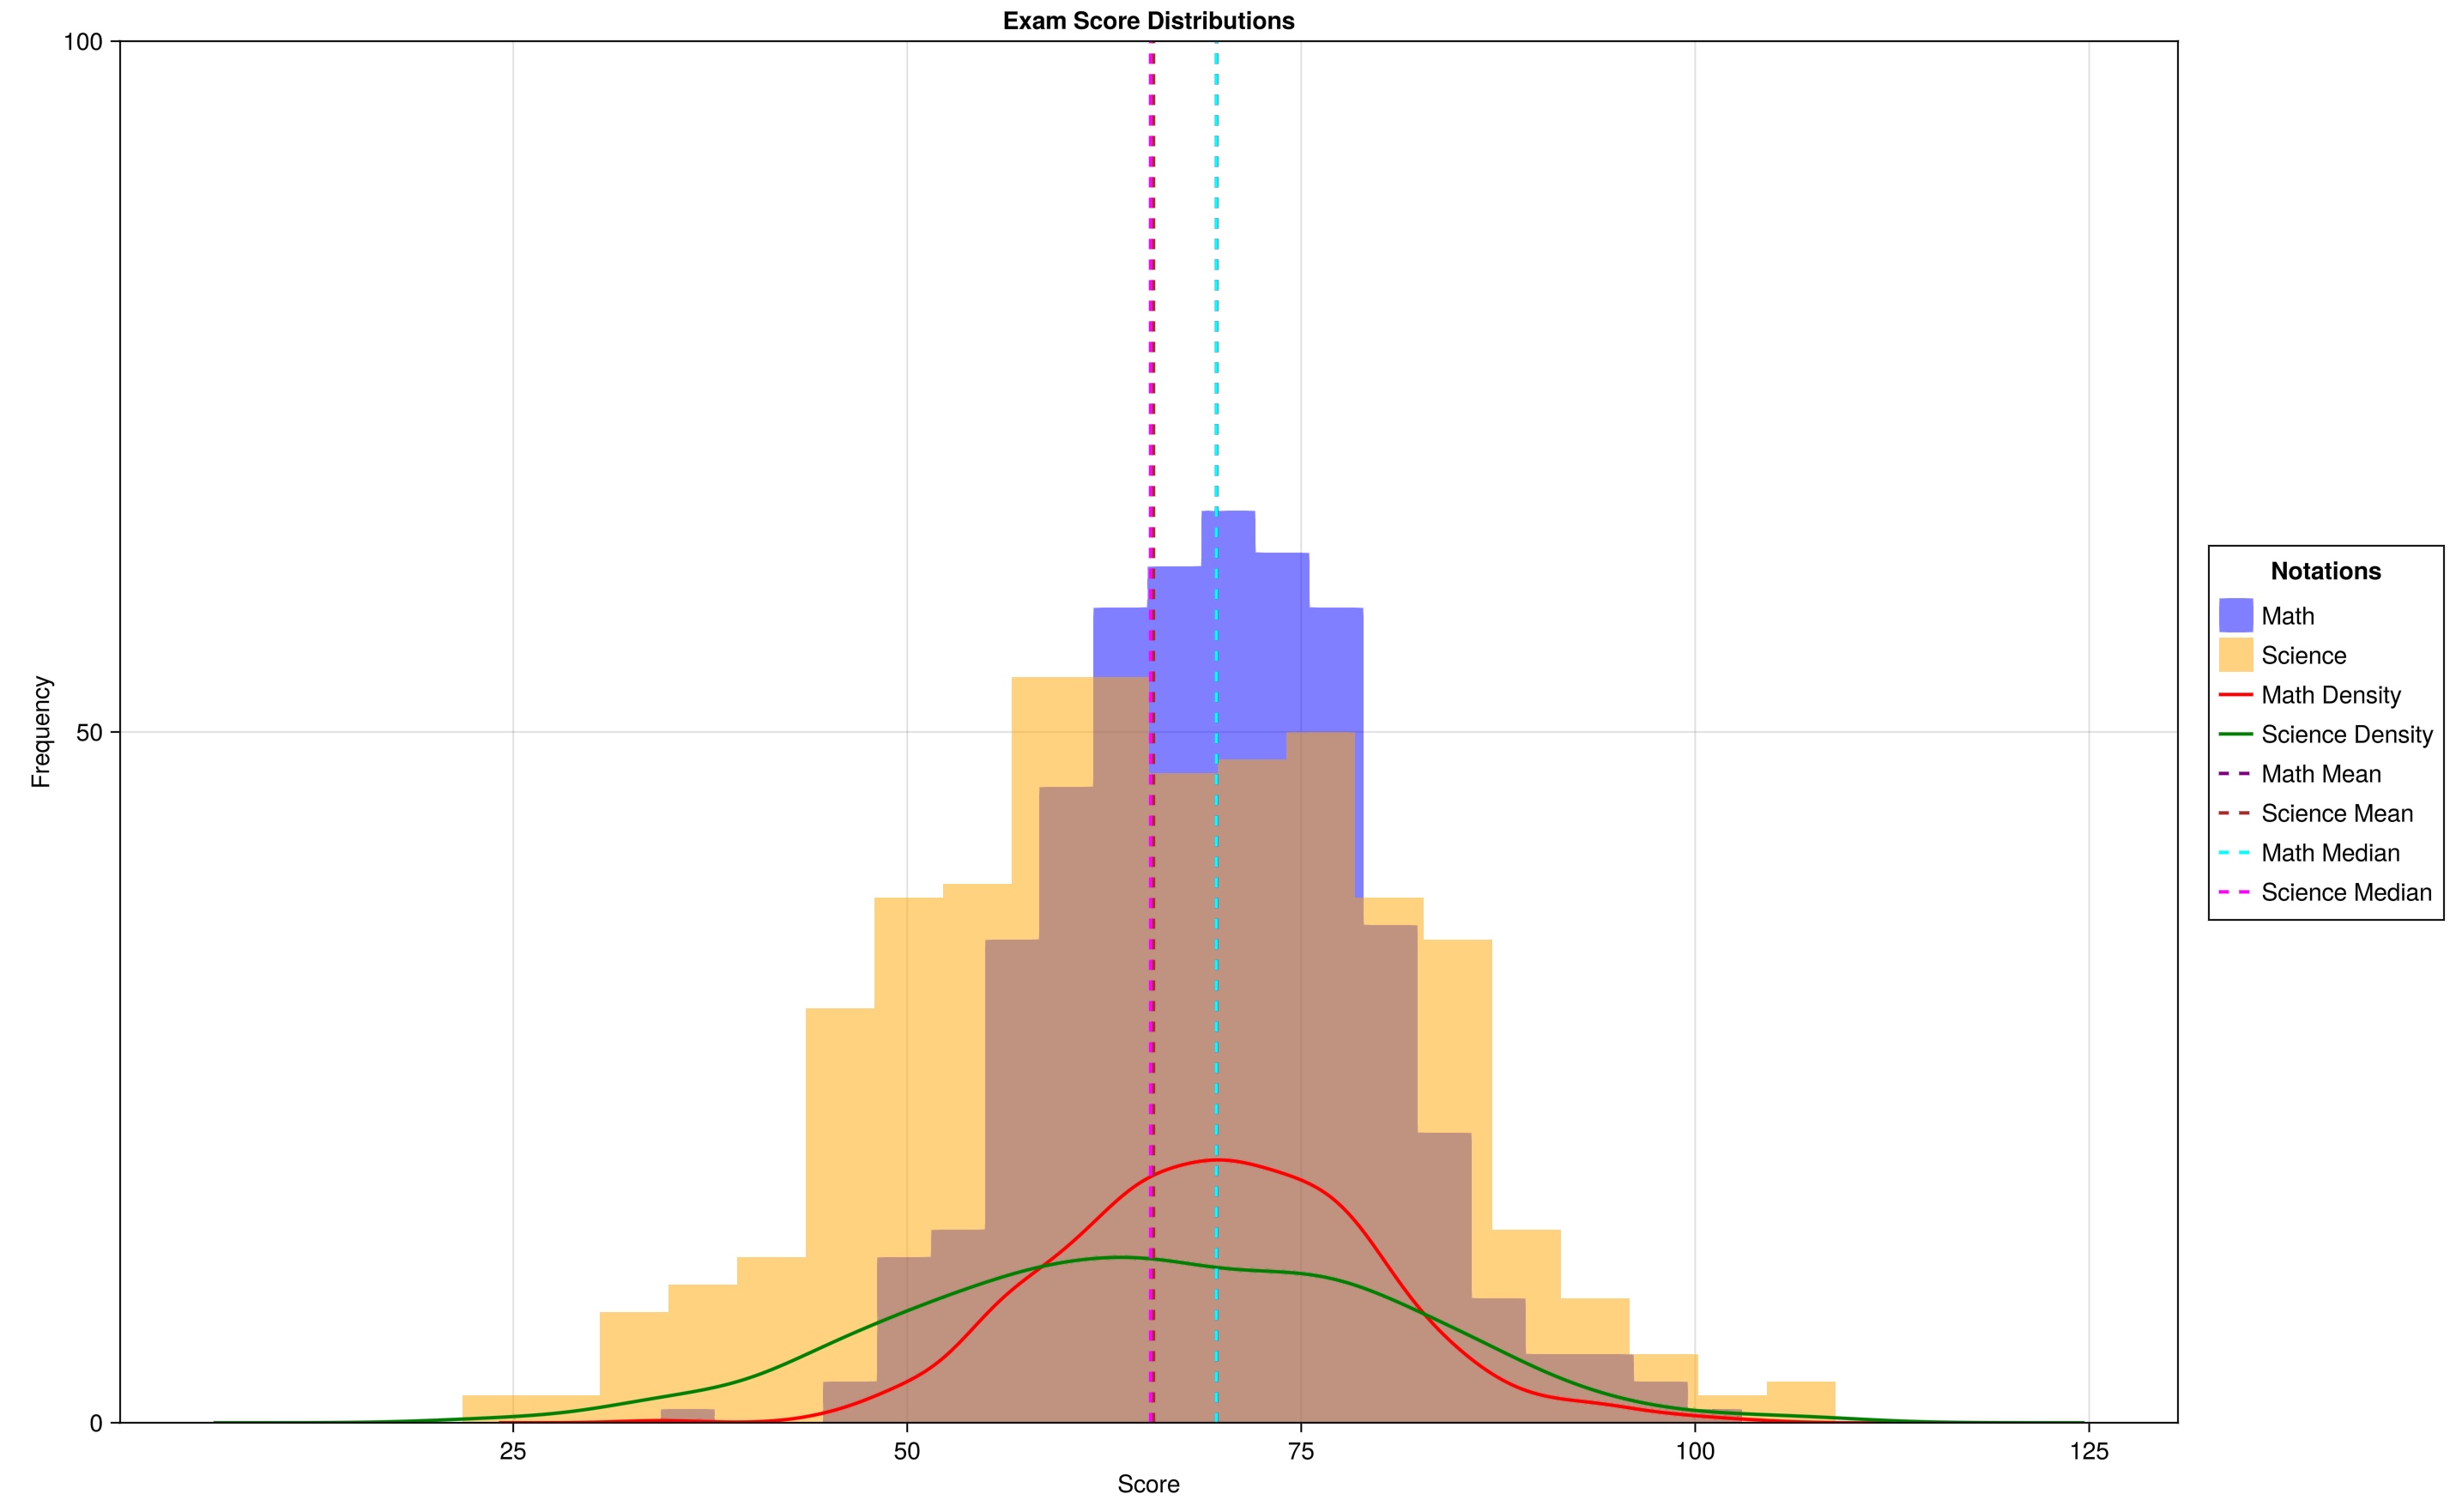 Exam Score Distributions
100
50
0
Frequency
25
50
75
100
125
Score
Notations
Math
Science
Math Density
Science Density
Math Mean
Science Mean
Math Median
Science Median